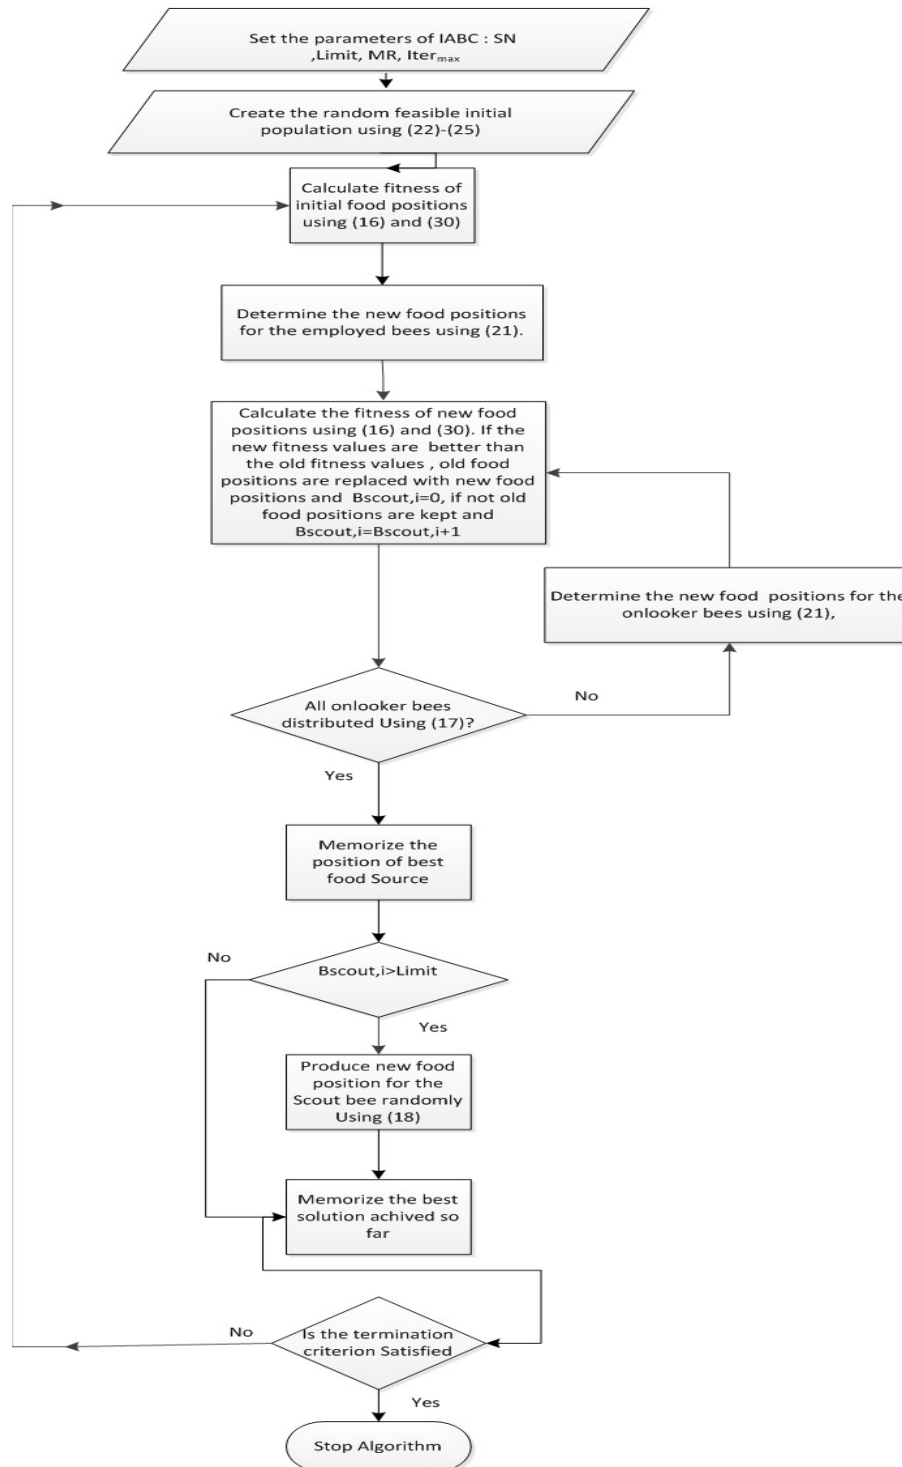 Set the parameters of IABC : SN
,Limit, MR, Itermax
Create the random feasible initial
population using (22)-(25)
Calculate fitness of
initial food positions
using (16) and (30)
Determine the new food positions
for the employed bees using (21).
Calculate the fitness of new food
positions using (16) and (30). If the
new fitness values are better than
the old fitness values , old food
positions are replaced with new food
positions and Bscout,i=0, if not old
food positions are kept and
Bscout,i=Bscout,i+1
Determine the new food positions for the
onlooker bees using (21),
All onlooker bees
distributed Using (17)?
No
Yes
Memorize the
position of best
food Source
No
Bscout,i>Limit
Yes
Produce new food
position for the
Scout bee randomly
Using (18)
Memorize the best
solution achived so
far
No
Is the termination
criterion Satisfied
Yes
Stop Algorithm